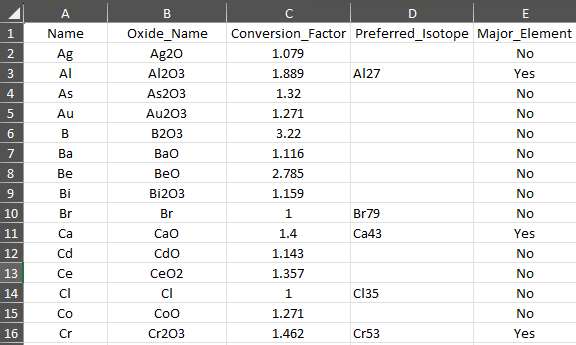 A B C D E
1 Name Oxide_Name Conversion_Factor Preferred_Isotope Major_Element
2 Ag Ag2O 1.079 No
3 Al Al2O3 1.889 Al27 Yes
4 As As2O3 1.32 No
5 Au Au2O3 1.271 No
6 B B2O3 3.22 No
7 Ba BaO 1.116 No
8 Be BeO 2.785 No
9 Bi Bi2O3 1.159 No
10 Br Br 1 Br79 No
11 Ca CaO 1.4 Ca43 Yes
12 Cd CdO 1.143 No
13 Ce CeO2 1.357 No
14 Cl Cl 1 Cl35 No
15 Co CoO 1.271 No
16 Cr Cr2O3 1.462 Cr53 Yes